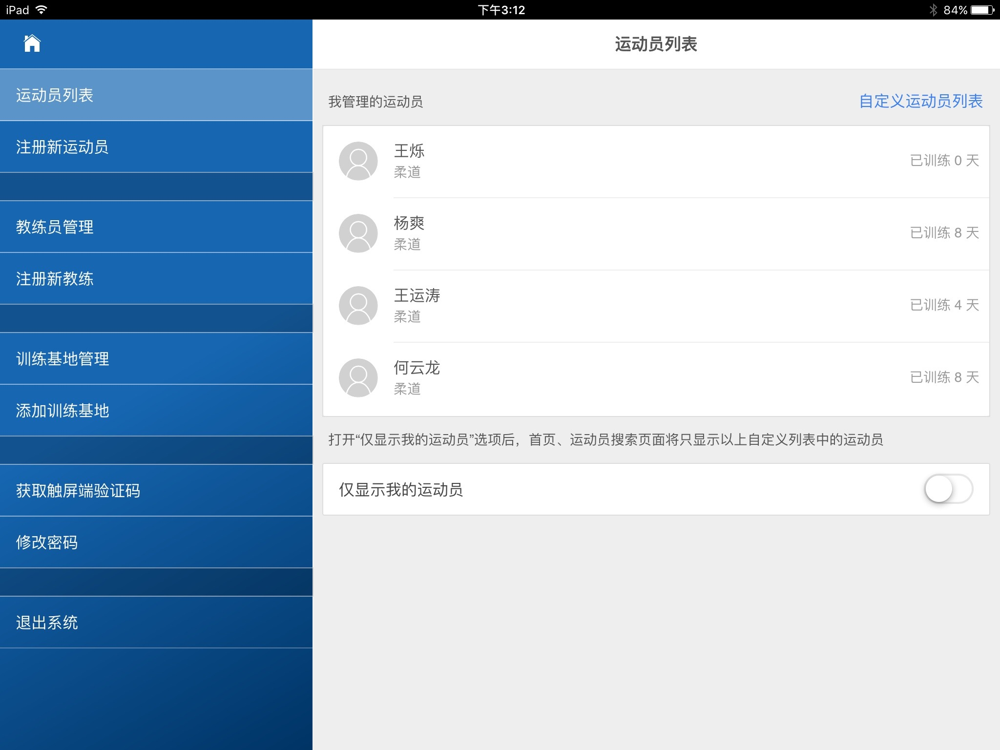 iPad
下午3:12
84%
运动员列表
注册新运动员
教练员管理
注册新教练
训练基地管理
添加训练基地
获取触屏端验证码
修改密码
退出系统
运动员列表
我管理的运动员
自定义运动员列表
王烁
柔道
已训练 0 天
杨爽
柔道
已训练 8 天
王运涛
柔道
已训练 4 天
何云龙
柔道
已训练 8 天
打开“仅显示我的运动员”选项后，首页、运动员搜索页面将只显示以上自定义列表中的运动员
仅显示我的运动员